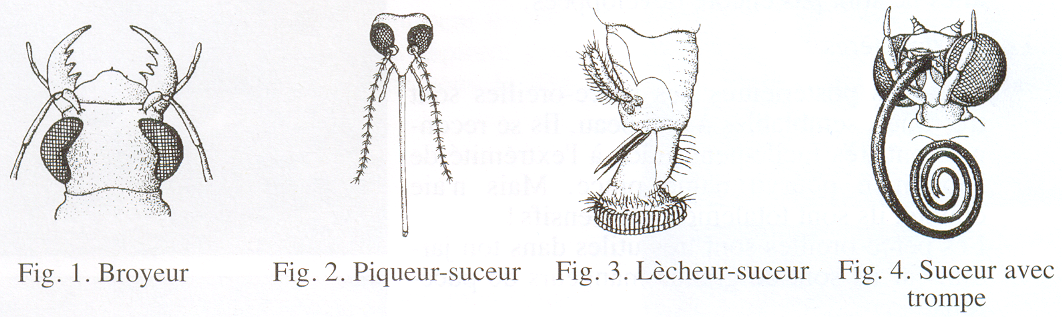 Fig. 1. Broyeur
Fig. 2. Piqueur-suceur
Fig. 3. Lècheur-suceur
Fig. 4. Suceur avec
trompe